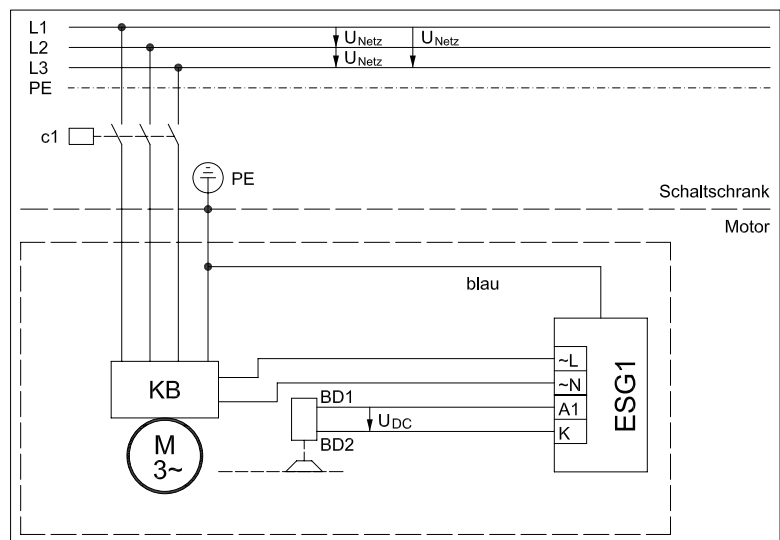 L1
U Netz U Netz
L2
U Netz
L3
PE
c1
PE
Schaltschrank
Motor
blau
~L
KB
~N
BD1
A1
U DC
K
BD2
ESG1
M
3~